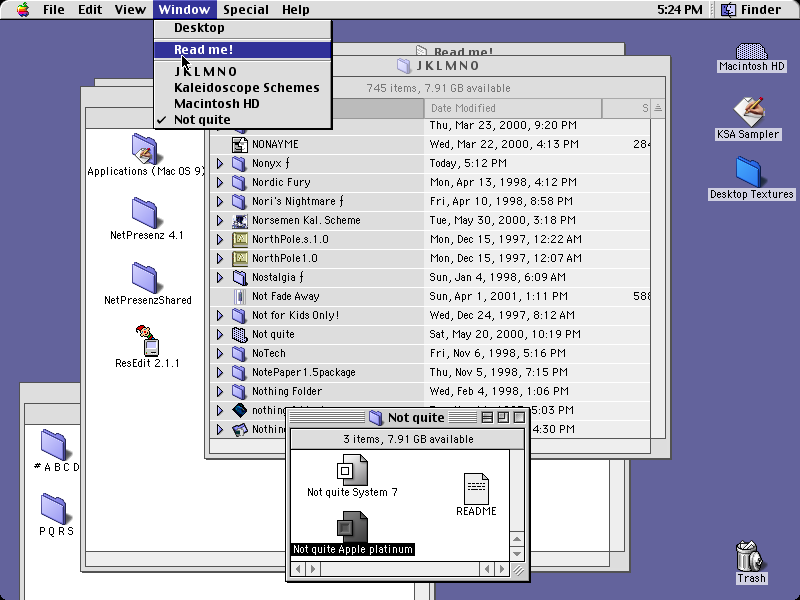 File Edit View Window Special Help 5:24 PM Finder
Desktop
Read me!
J K L M N O
Kaleidoscope Schemes
Macintosh HD
✓ Not quite
Read me!
J K L M N O
745 items, 7.91 GB available
Date Modified S
Thu, Mar 23, 2000, 9:20 PM
NONAYME Wed, Mar 22, 2000, 4:13 PM 284
Nonyx ƒ Today, 5:12 PM
Nordic Fury Mon, Apr 13, 1998, 4:12 PM
Nori's Nightmare ƒ Fri, Apr 10, 1998, 8:58 PM
Norsemen Kal. Scheme Tue, May 30, 2000, 3:18 PM
NorthPole.s.1.0 Mon, Dec 15, 1997, 12:22 AM
NorthPole1.0 Mon, Dec 15, 1997, 12:07 AM
Nostalgia ƒ Sun, Jan 4, 1998, 6:09 AM
Not Fade Away Sun, Apr 1, 2001, 1:11 PM 588
Not for Kids Only! Wed, Dec 24, 1997, 8:12 AM
Not quite Sat, May 20, 2000, 10:19 PM
NoTech Fri, Nov 6, 1998, 5:16 PM
NotePaper1.5package Thu, Nov 5, 1998, 7:15 PM
Nothing Folder Wed, Feb 4, 1998, 1:06 PM
nothing 5:03 PM
Nothin 4:30 PM
Applications (Mac OS 9)
NetPresenz 4.1
NetPresenzShared
ResEdit 2.1.1
# A B C D
P Q R S
Not quite
3 items, 7.91 GB available
Not quite System 7
README
Not quite Apple platinum
Macintosh HD
KSA Sampler
Desktop Textures
Trash